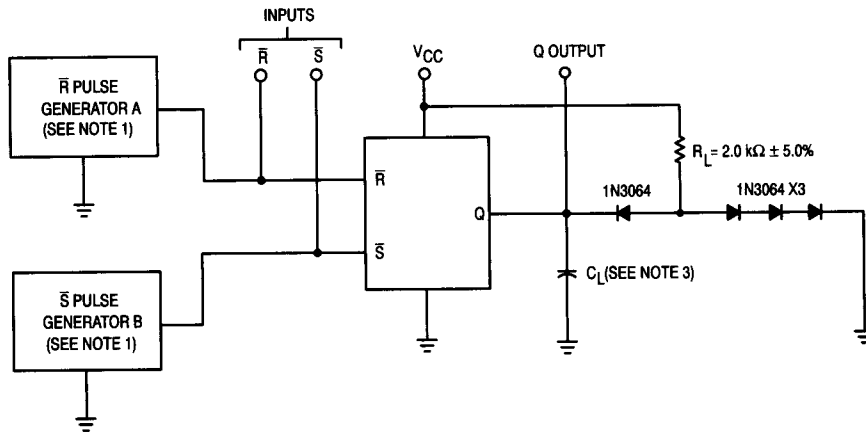 INPUTS
R̅ S̅
V_CC
Q OUTPUT
R̅ PULSE
GENERATOR A
(SEE NOTE 1)
R_L = 2.0 kΩ ± 5.0%
1N3064
1N3064 X3
R̅
Q
S̅
C_L (SEE NOTE 3)
S̅ PULSE
GENERATOR B
(SEE NOTE 1)